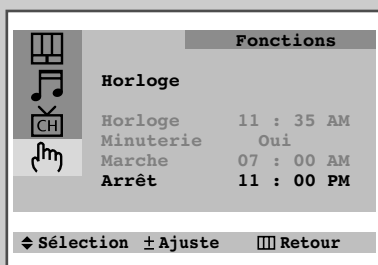 Fonctions
Horloge
CH
Horloge 11 : 35 AM
Minuterie Oui
Marche 07 : 00 AM
Arrêt 11 : 00 PM
Sélection ± Ajuste Retour